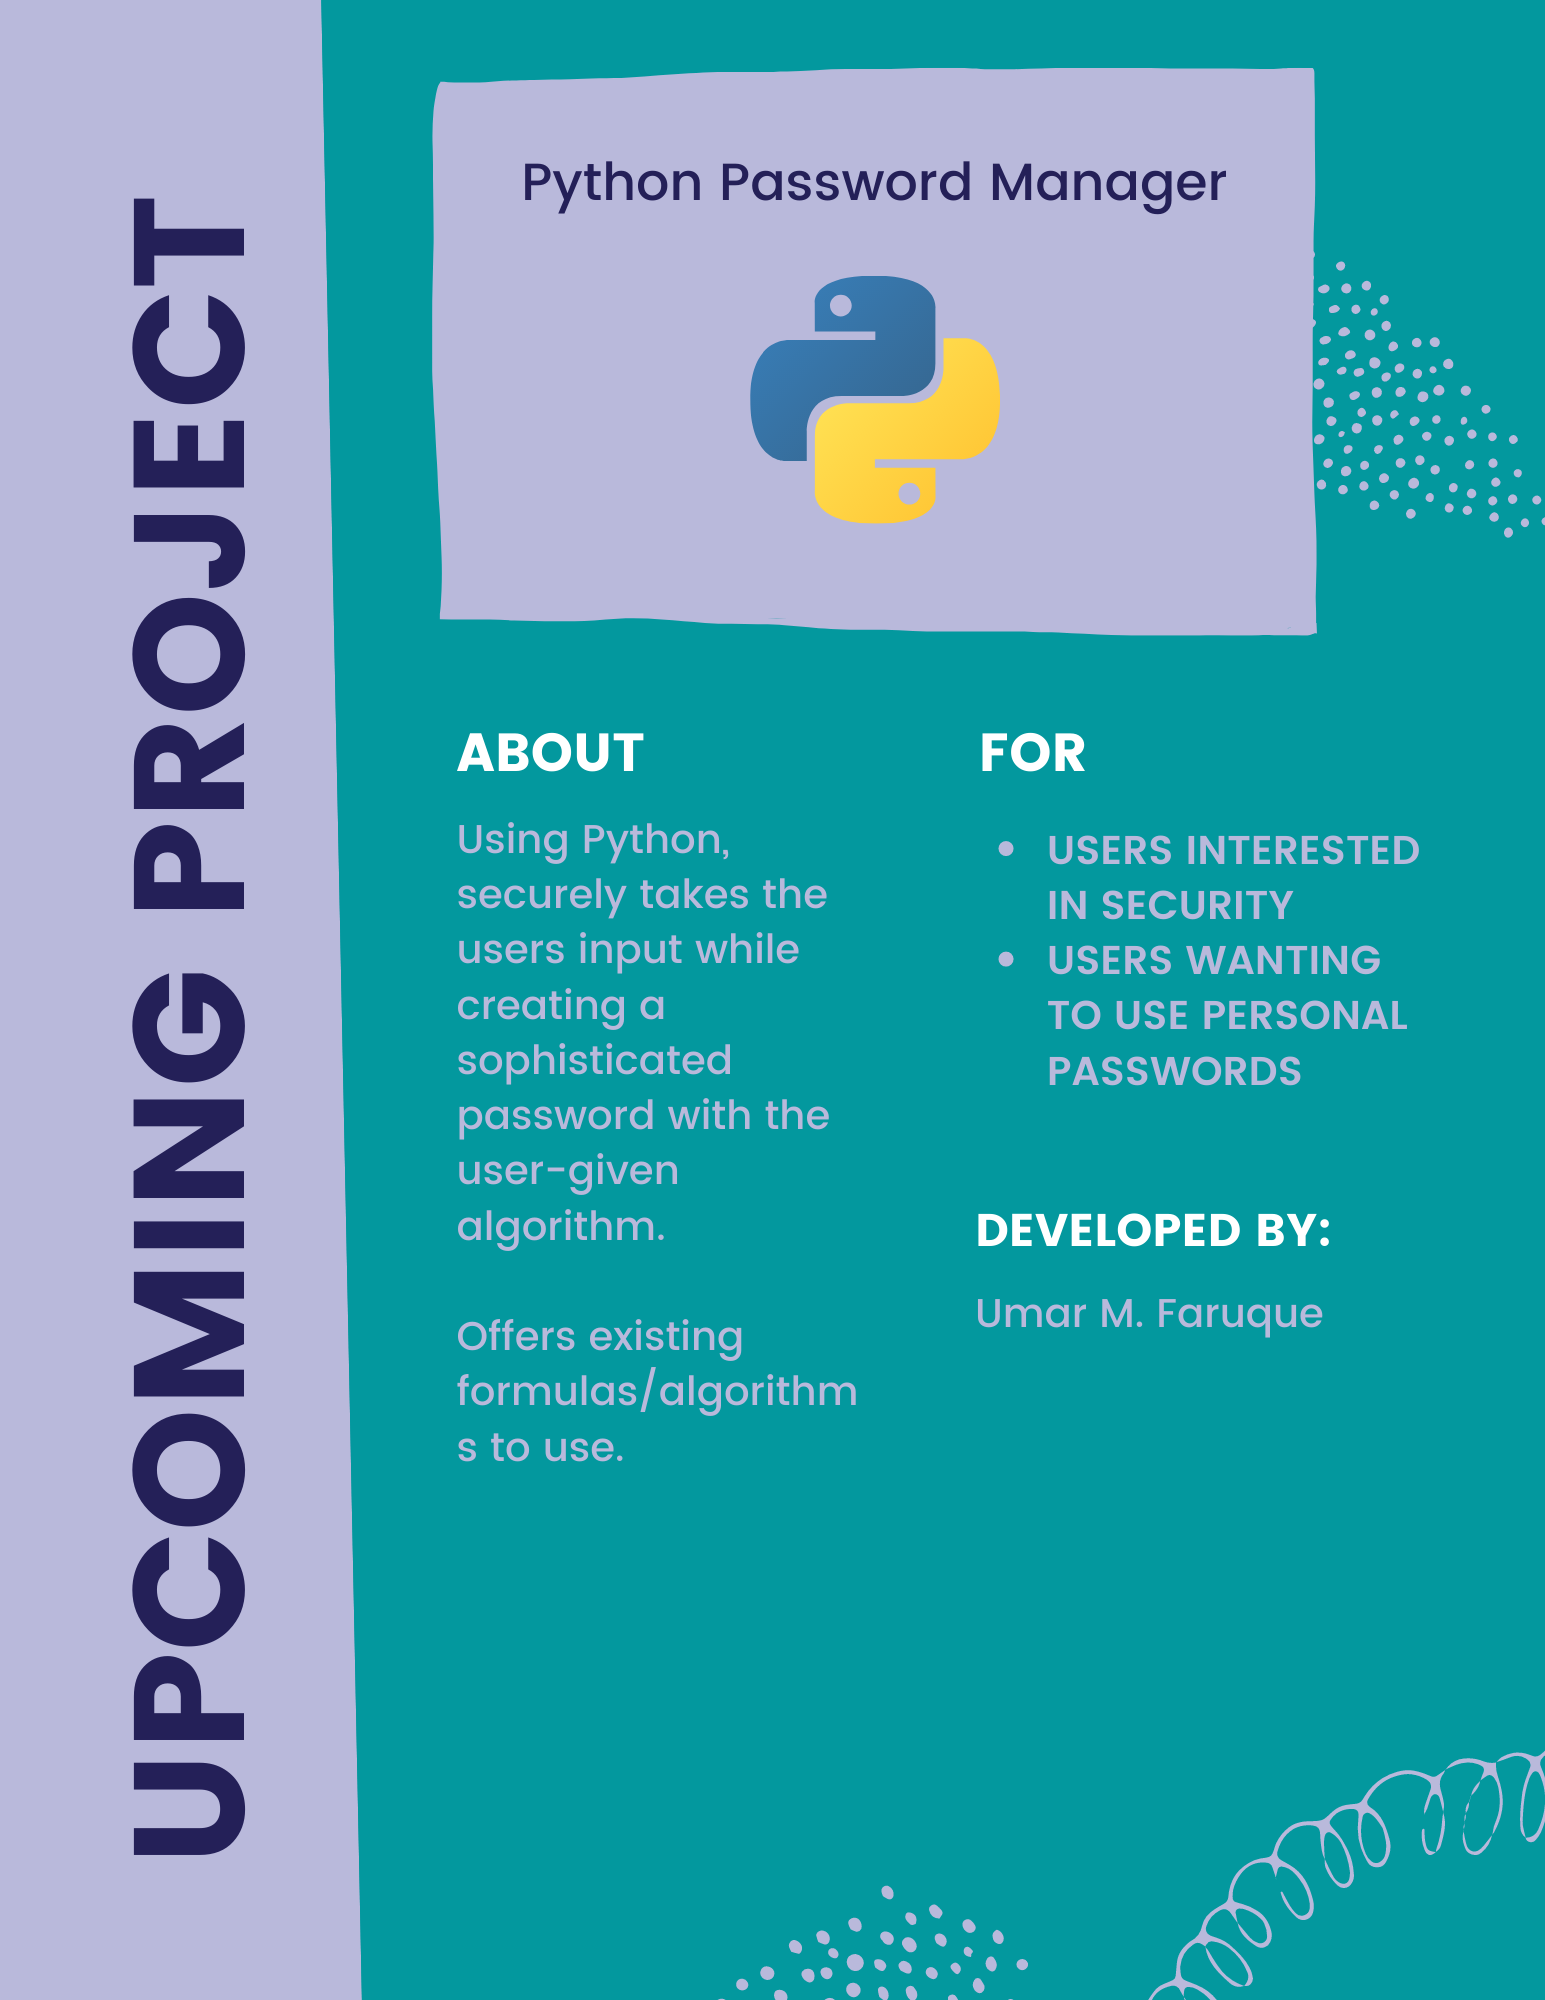 UPCOMING PROJECT
Python Password Manager
ABOUT
Using Python,
securely takes the
users input while
creating a
sophisticated
password with the
user-given
algorithm.
Offers existing
formulas/algorithm
s to use.
FOR
• USERS INTERESTED
IN SECURITY
• USERS WANTING
TO USE PERSONAL
PASSWORDS
DEVELOPED BY:
Umar M. Faruque